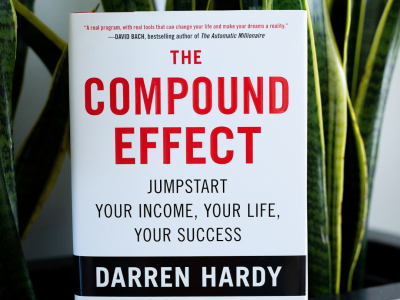 "A real program, with real tools that can change your life and make your dreams a reality."
—DAVID BACH, bestselling author of The Automatic Millionaire
THE
COMPOUND
EFFECT
JUMPSTART
YOUR INCOME, YOUR LIFE,
YOUR SUCCESS
DARREN HARDY